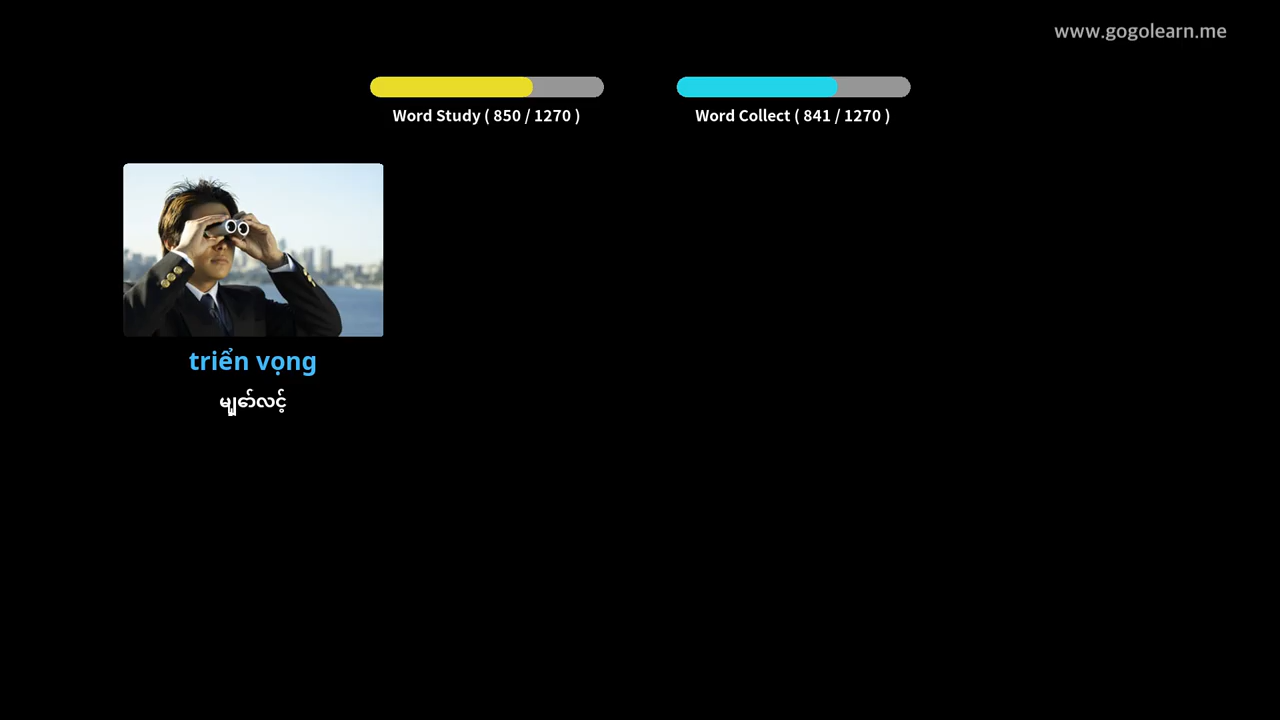 www.gogolearn.me
Word Study ( 850 / 1270 )
Word Collect ( 841 / 1270 )
triển vọng
မျှော်လင့်